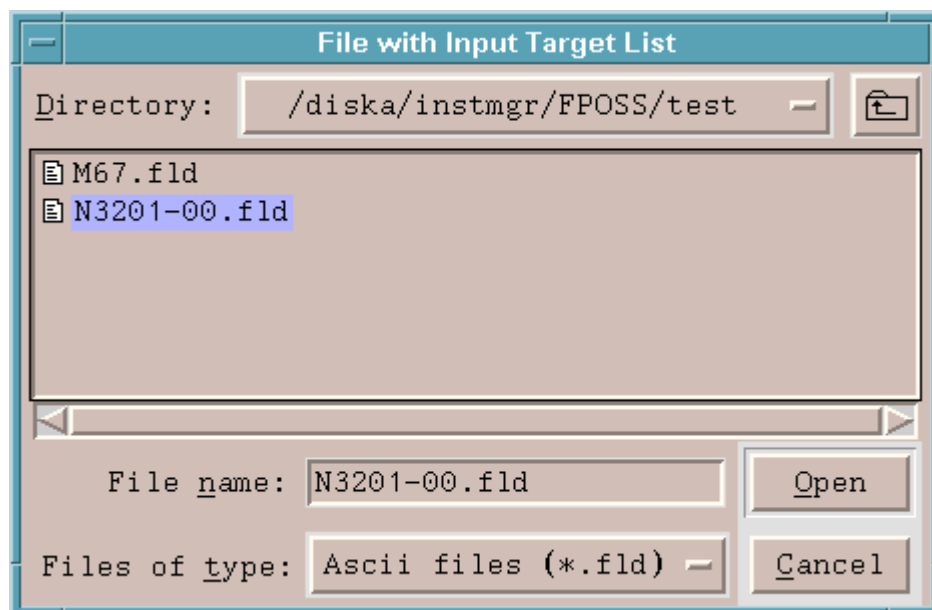 File with Input Target List
Directory: /diska/instmgr/FPOSS/test
M67.fld
N3201-00.fld
File name: N3201-00.fld Open
Files of type: Ascii files (*.fld) Cancel